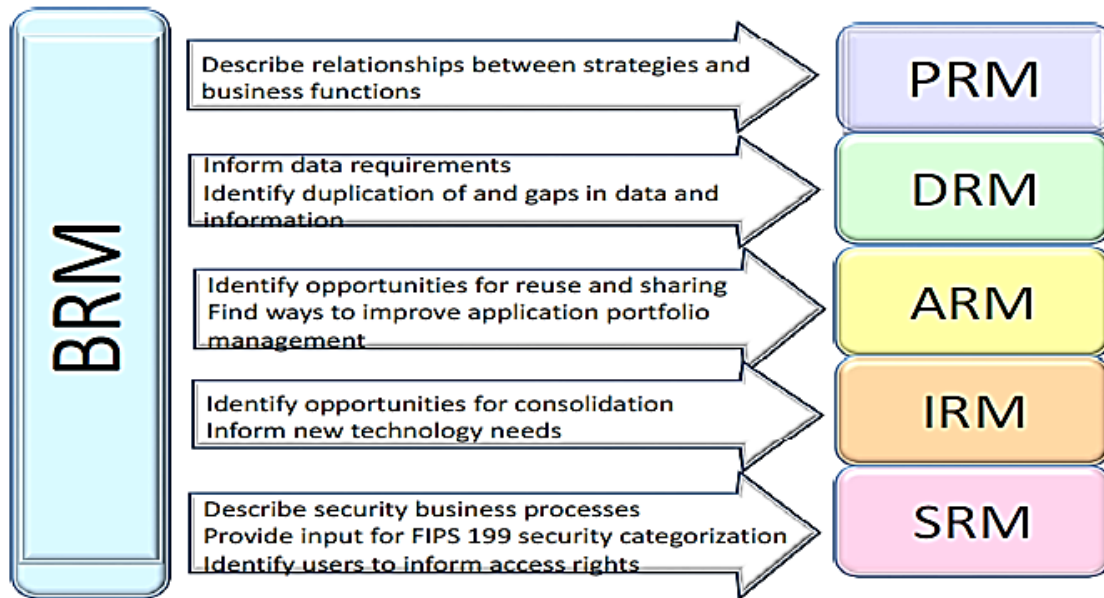 BRM
Describe relationships between strategies and
business functions
PRM
Inform data requirements
Identify duplication of and gaps in data and
information
DRM
Identify opportunities for reuse and sharing
Find ways to improve application portfolio
management
ARM
Identify opportunities for consolidation
Inform new technology needs
IRM
Describe security business processes
Provide input for FIPS 199 security categorization
Identify users to inform access rights
SRM